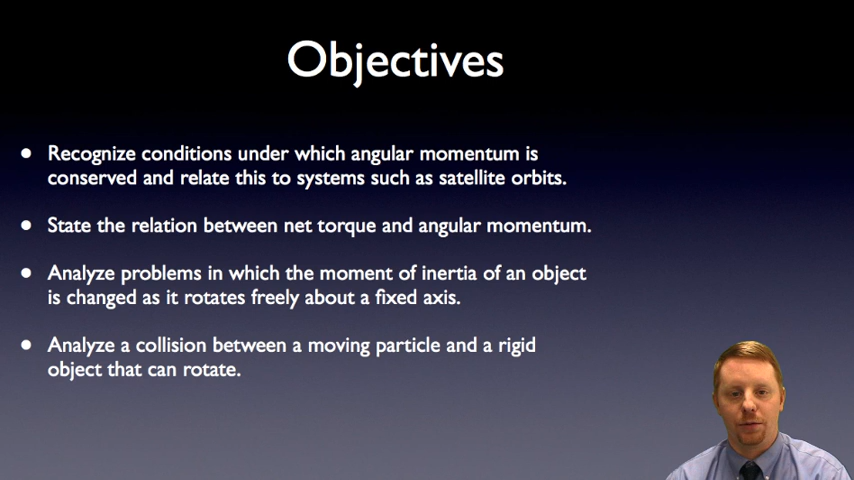 Objectives
• Recognize conditions under which angular momentum is
conserved and relate this to systems such as satellite orbits.
• State the relation between net torque and angular momentum.
• Analyze problems in which the moment of inertia of an object
is changed as it rotates freely about a fixed axis.
• Analyze a collision between a moving particle and a rigid
object that can rotate.